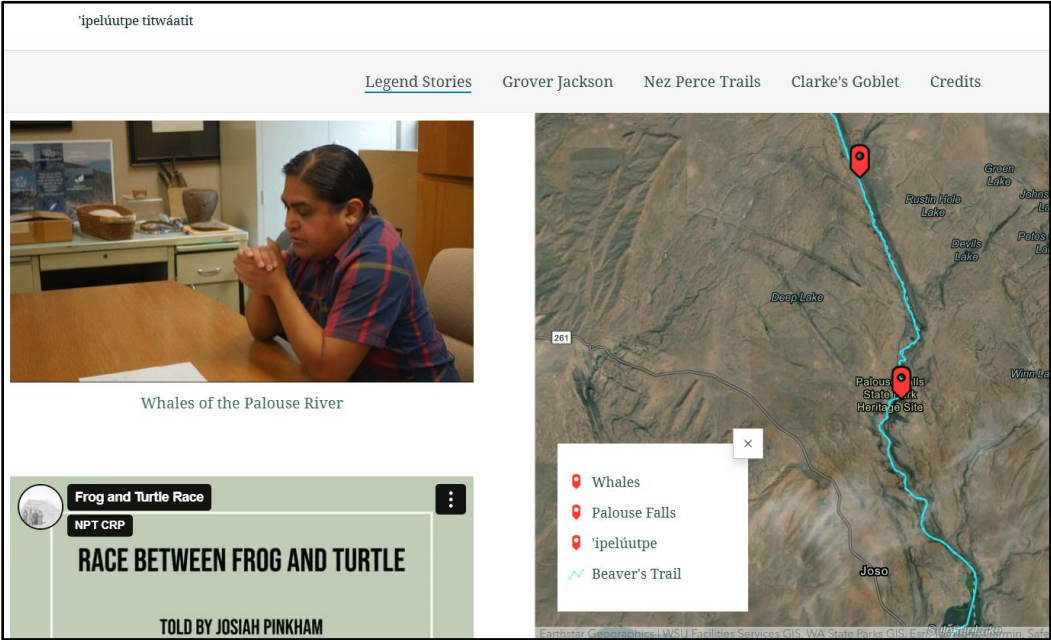 'ipelúutpe titwáatit
Legend Stories
Grover Jackson
Nez Perce Trails
Clarke's Goblet
Credits
Whales of the Palouse River
Frog and Turtle Race
NPT CRP
RACE BETWEEN FROG AND TURTLE
TOLD BY JOSIAH PINKHAM
Green
Lake
Rustin Hole
Lake
Devils
Lake
Deep Lake
261
State Park
Heritage Site
Joso
×
Whales
Palouse Falls
'ipelúutpe
Beaver's Trail
Earthstar Geographics | WSU Facilities Services GIS, WA State Parks GIS,